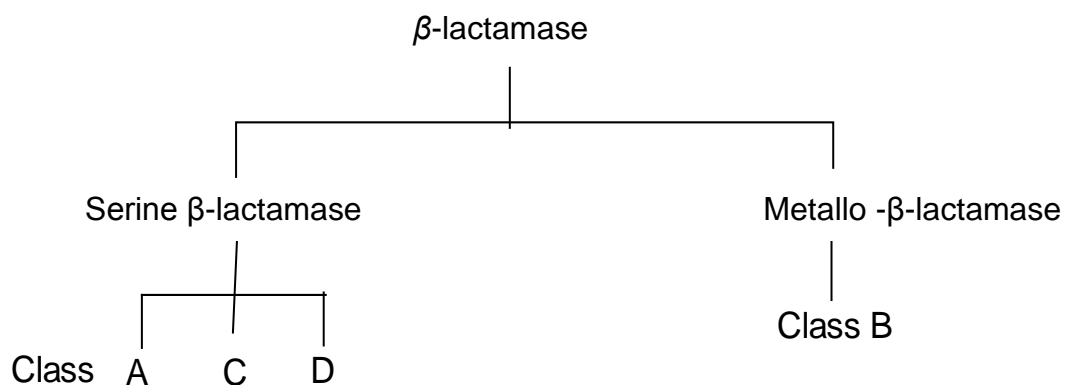 β-lactamase
Serine β-lactamase
Metallo -β-lactamase
Class B
Class A C D